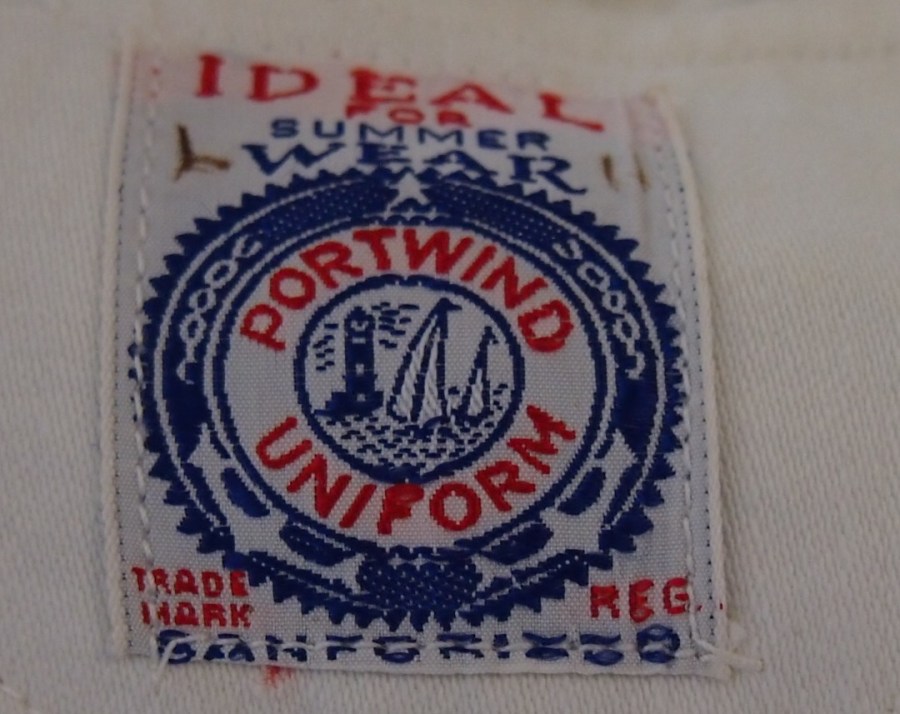 IDEAL
FOR
SUMMER
WEAR
PORTWIND
UNIFORM
TRADE
MARK
REG.
SANFORIZED